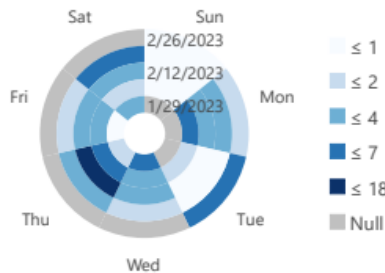 Sat
Sun
2/26/2023
2/12/2023
1/29/2023
Fri
Mon
Thu
Tue
Wed
≤ 1
≤ 2
≤ 4
≤ 7
≤ 18
Null